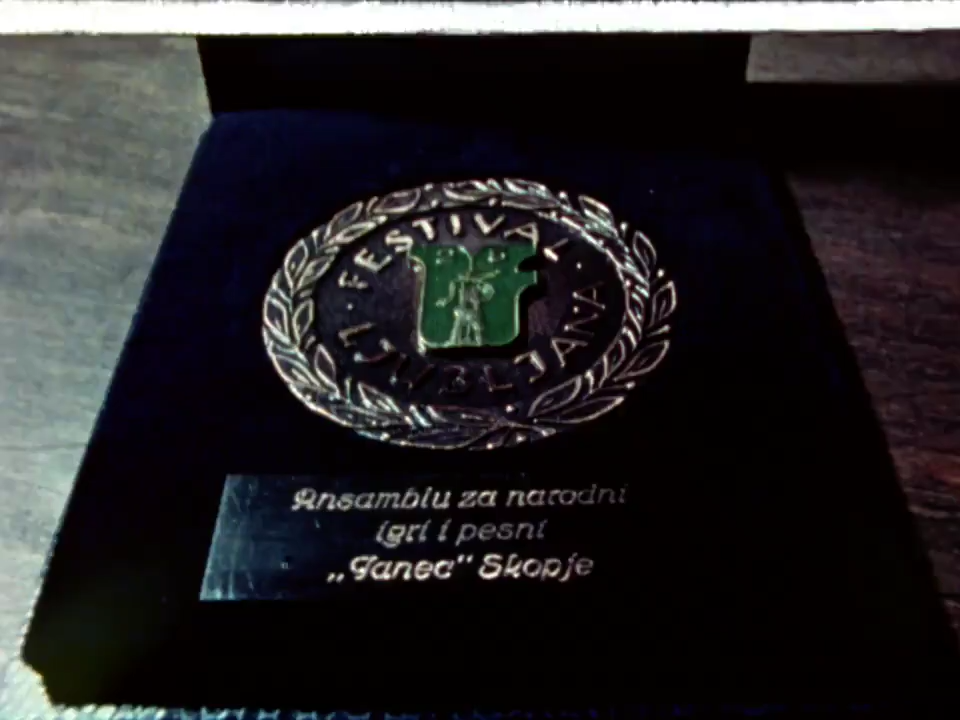 FESTIVAL
LJUBLJANA
Ansamblu za narodni
igri i pesni
„Tanec“ Skopje